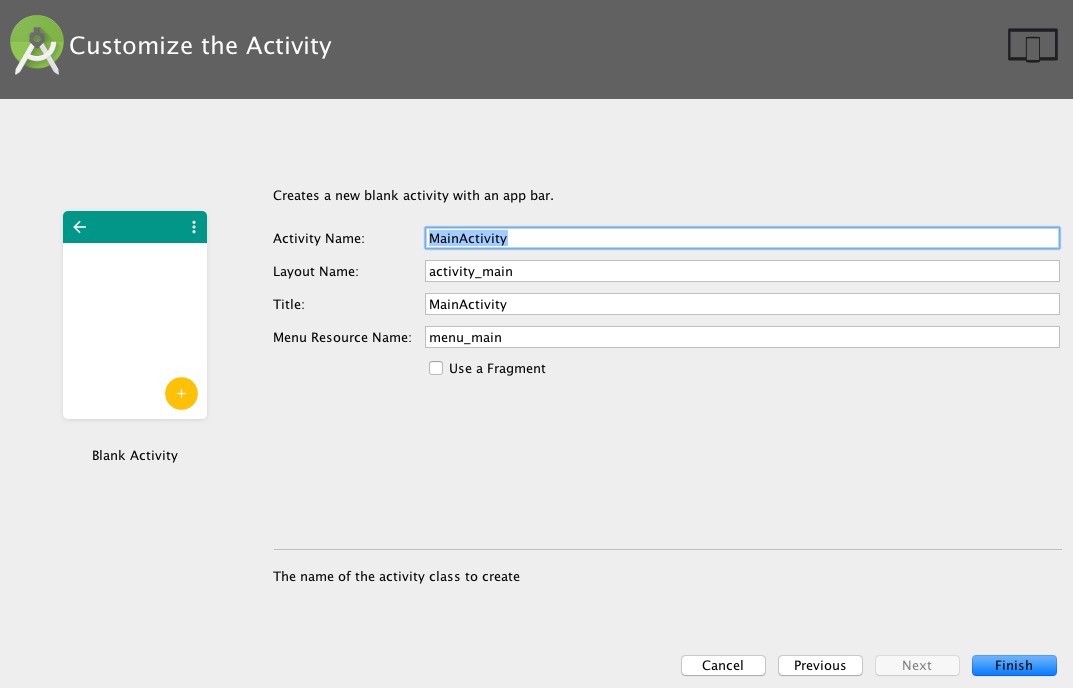 Customize the Activity
Creates a new blank activity with an app bar.
Activity Name: MainActivity
Layout Name: activity_main
Title: MainActivity
Menu Resource Name: menu_main
Use a Fragment
+
Blank Activity
The name of the activity class to create
Cancel Previous Next Finish